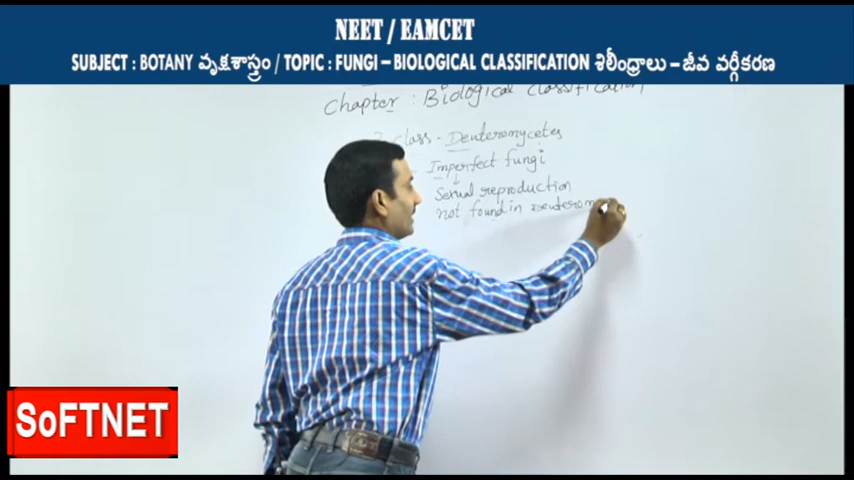 NEET / EAMCET
SUBJECT : BOTANY వృక్షశాస్త్రం / TOPIC : FUNGI – BIOLOGICAL CLASSIFICATION శిలీంధ్రాలు – జీవ వర్గీకరణ
Chapter : Biological classification
class - Deuteromycetes
Imperfect fungi
Sexual reproduction
not found in Deuterom
SoFTNET